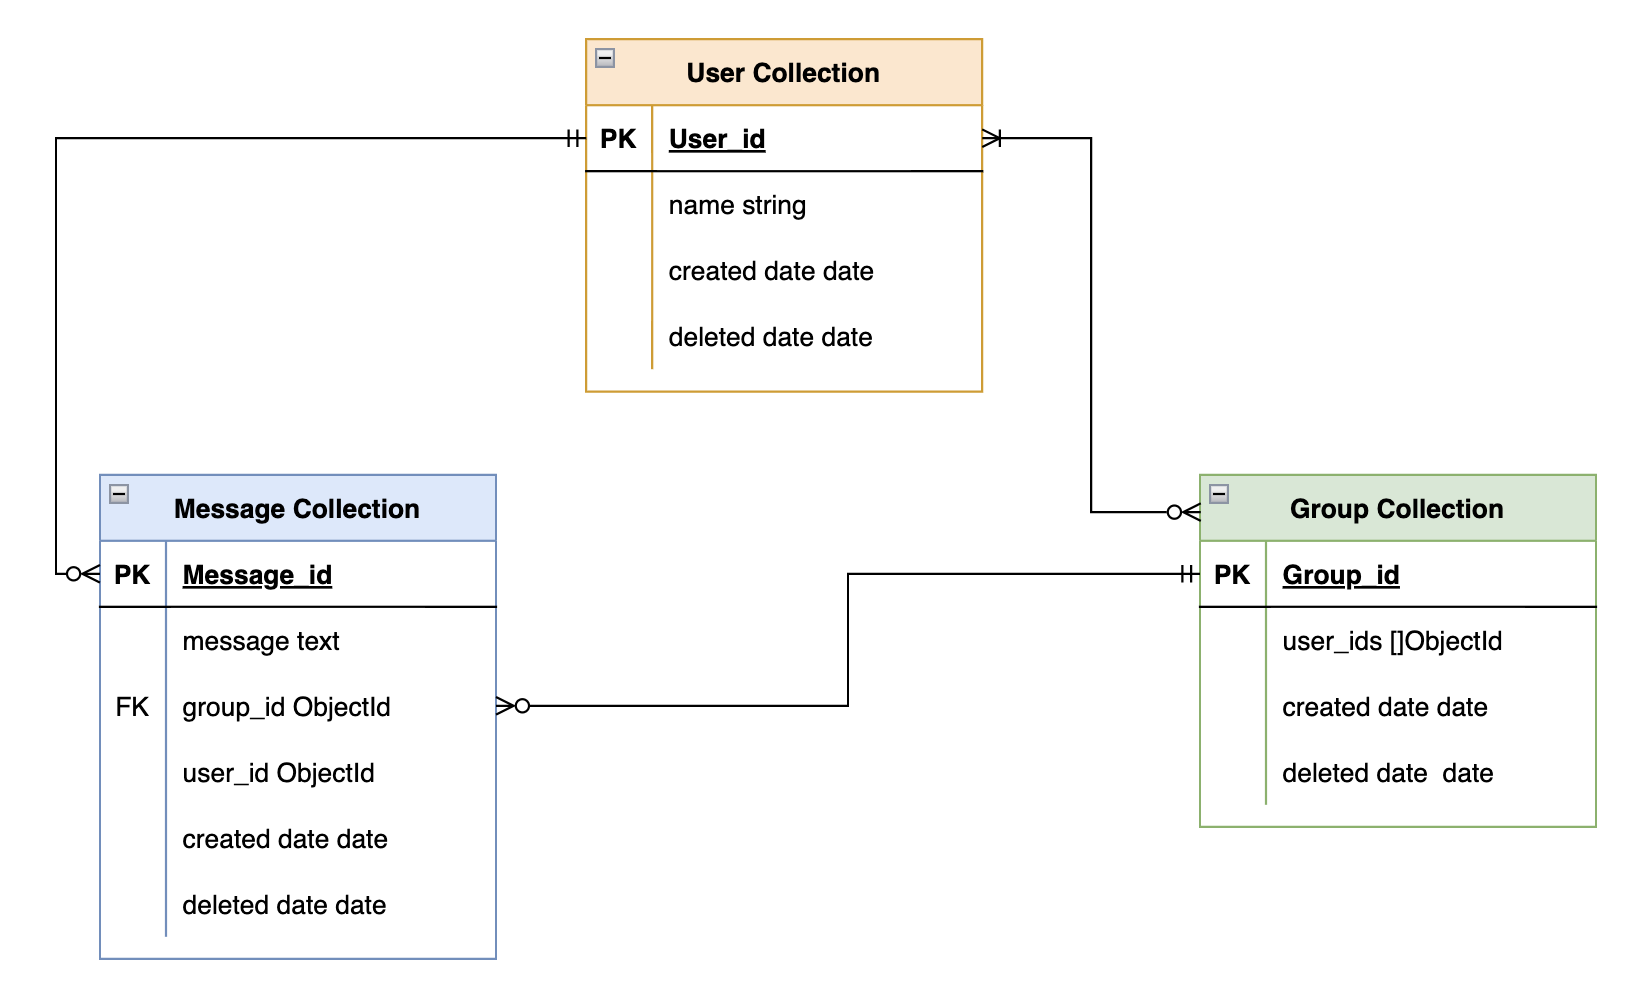 User Collection
PK User_id
name string
created date date
deleted date date
Message Collection
PK Message_id
message text
FK group_id ObjectId
user_id ObjectId
created date date
deleted date date
Group Collection
PK Group_id
user_ids []ObjectId
created date date
deleted date  date